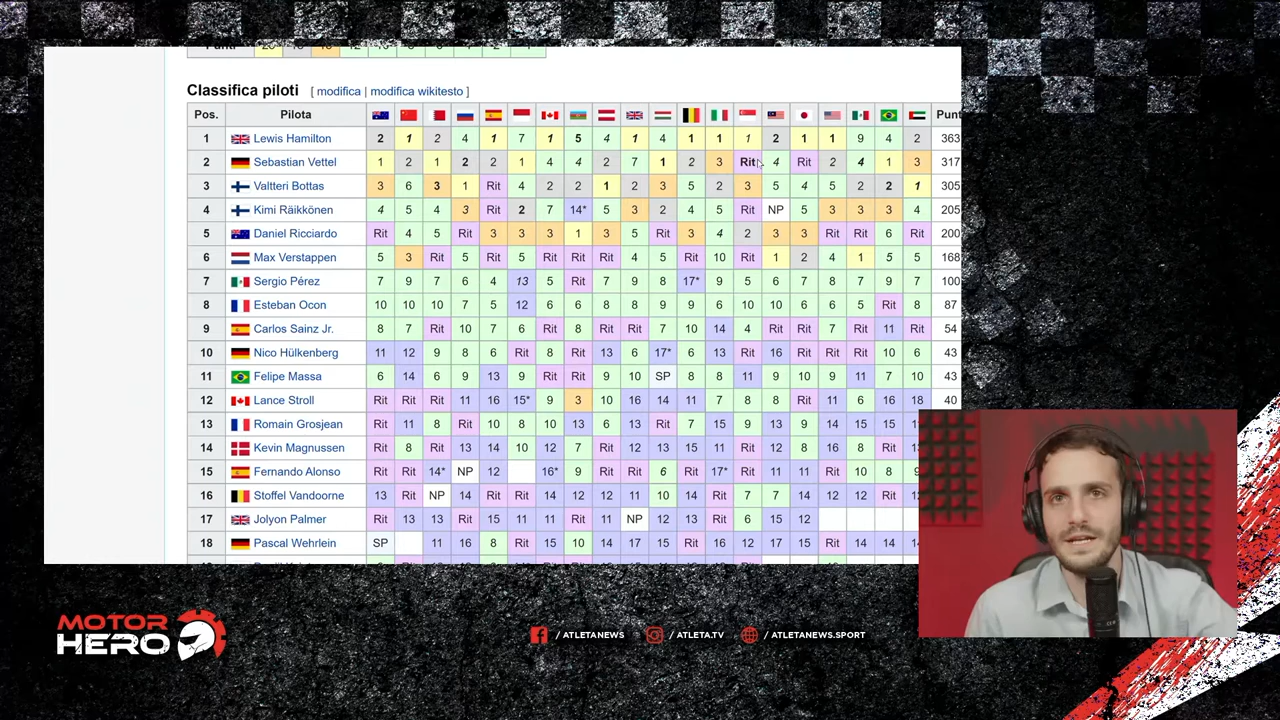 Punti
Classifica piloti [ modifica | modifica wikitesto ]
Pos. Pilota Punt
1 Lewis Hamilton 2 1 2 4 1 7 1 5 4 1 4 1 1 1 2 1 1 9 4 2 363
2 Sebastian Vettel 1 2 1 2 2 1 4 4 2 7 1 2 3 Rit 4 Rit 2 4 1 3 317
3 Valtteri Bottas 3 6 3 1 Rit 4 2 2 1 2 3 5 2 3 5 4 5 2 2 1 305
4 Kimi Räikkönen 4 5 4 3 Rit 2 7 14* 5 3 2 4 5 Rit NP 5 3 3 3 4 205
5 Daniel Ricciardo Rit 4 5 Rit 3 3 3 1 3 5 Rit 3 4 2 3 3 Rit Rit 6 Rit 200
6 Max Verstappen 5 3 Rit 5 Rit 5 Rit Rit Rit 4 5 Rit 10 Rit 1 2 4 1 5 5 168
7 Sergio Pérez 7 9 7 6 4 13 5 Rit 7 9 8 17* 9 5 6 7 8 7 9 7 100
8 Esteban Ocon 10 10 10 7 5 12 6 6 8 8 9 9 6 10 10 6 6 5 Rit 8 87
9 Carlos Sainz Jr. 8 7 Rit 10 7 6 Rit 8 Rit Rit 7 10 14 4 Rit Rit 7 Rit 11 Rit 54
10 Nico Hülkenberg 11 12 9 8 6 Rit 8 Rit 13 6 17* 6 13 Rit 16 Rit Rit Rit 10 6 43
11 Felipe Massa 6 14 6 9 13 9 Rit Rit 9 10 SP 8 8 11 9 10 9 11 7 10 43
12 Lance Stroll Rit Rit Rit 11 16 15* 9 3 10 16 14 11 7 8 8 Rit 11 6 16 18 40
13 Romain Grosjean Rit 11 8 Rit 10 8 10 13 6 13 Rit 7 15 9 13 9 14 15 15
14 Kevin Magnussen Rit 8 Rit 13 14 10 12 7 Rit 12 13 15 11 Rit 12 8 16 8 Rit
15 Fernando Alonso Rit Rit 14* NP 12 16* 9 Rit Rit 6 Rit 17* Rit 11 11 Rit 10 8
16 Stoffel Vandoorne 13 Rit NP 14 Rit Rit 14 12 12 11 10 14 Rit 7 7 14 12 12 Rit
17 Jolyon Palmer Rit 13 13 Rit 15 11 11 Rit 11 NP 12 13 Rit 6 15 12
18 Pascal Wehrlein SP 11 16 8 Rit 15 10 14 17 15 Rit 16 12 17 15 Rit 14 14
MOTOR
HERO
/ ATLETANEWS / ATLETA.TV / ATLETANEWS.SPORT